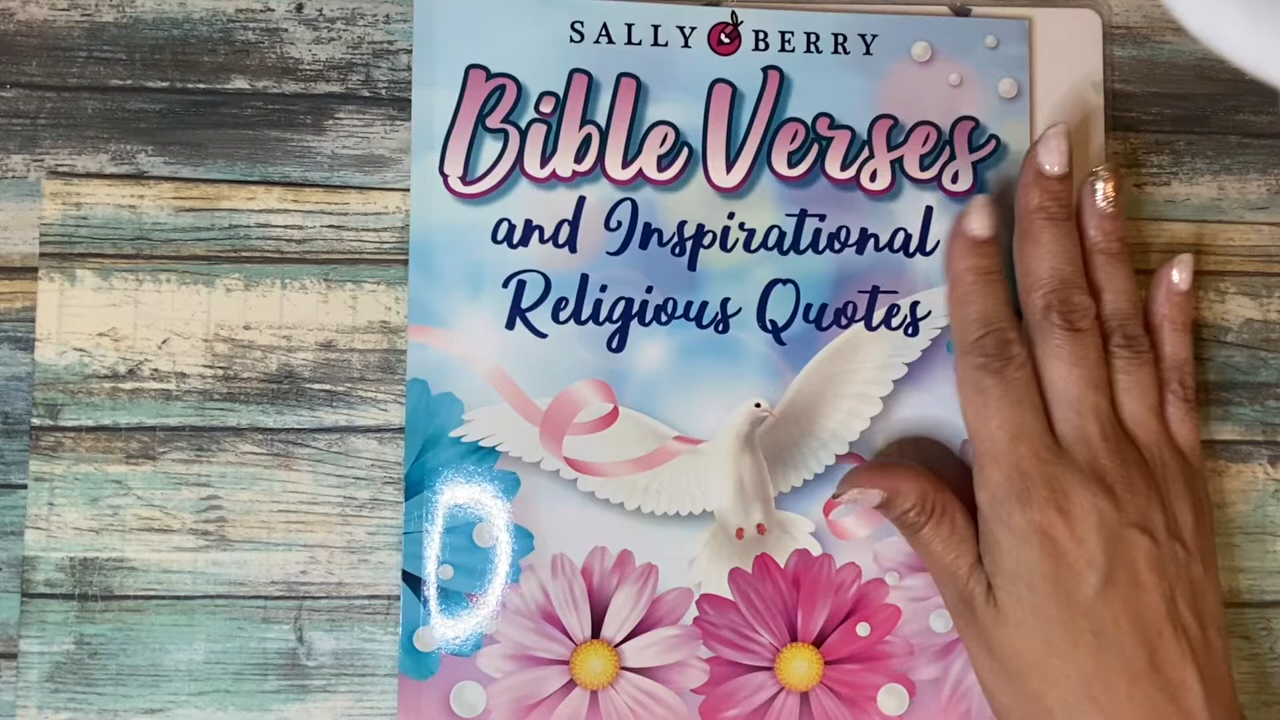 SALLY BERRY
Bible Verses
and Inspirational
Religious Quotes